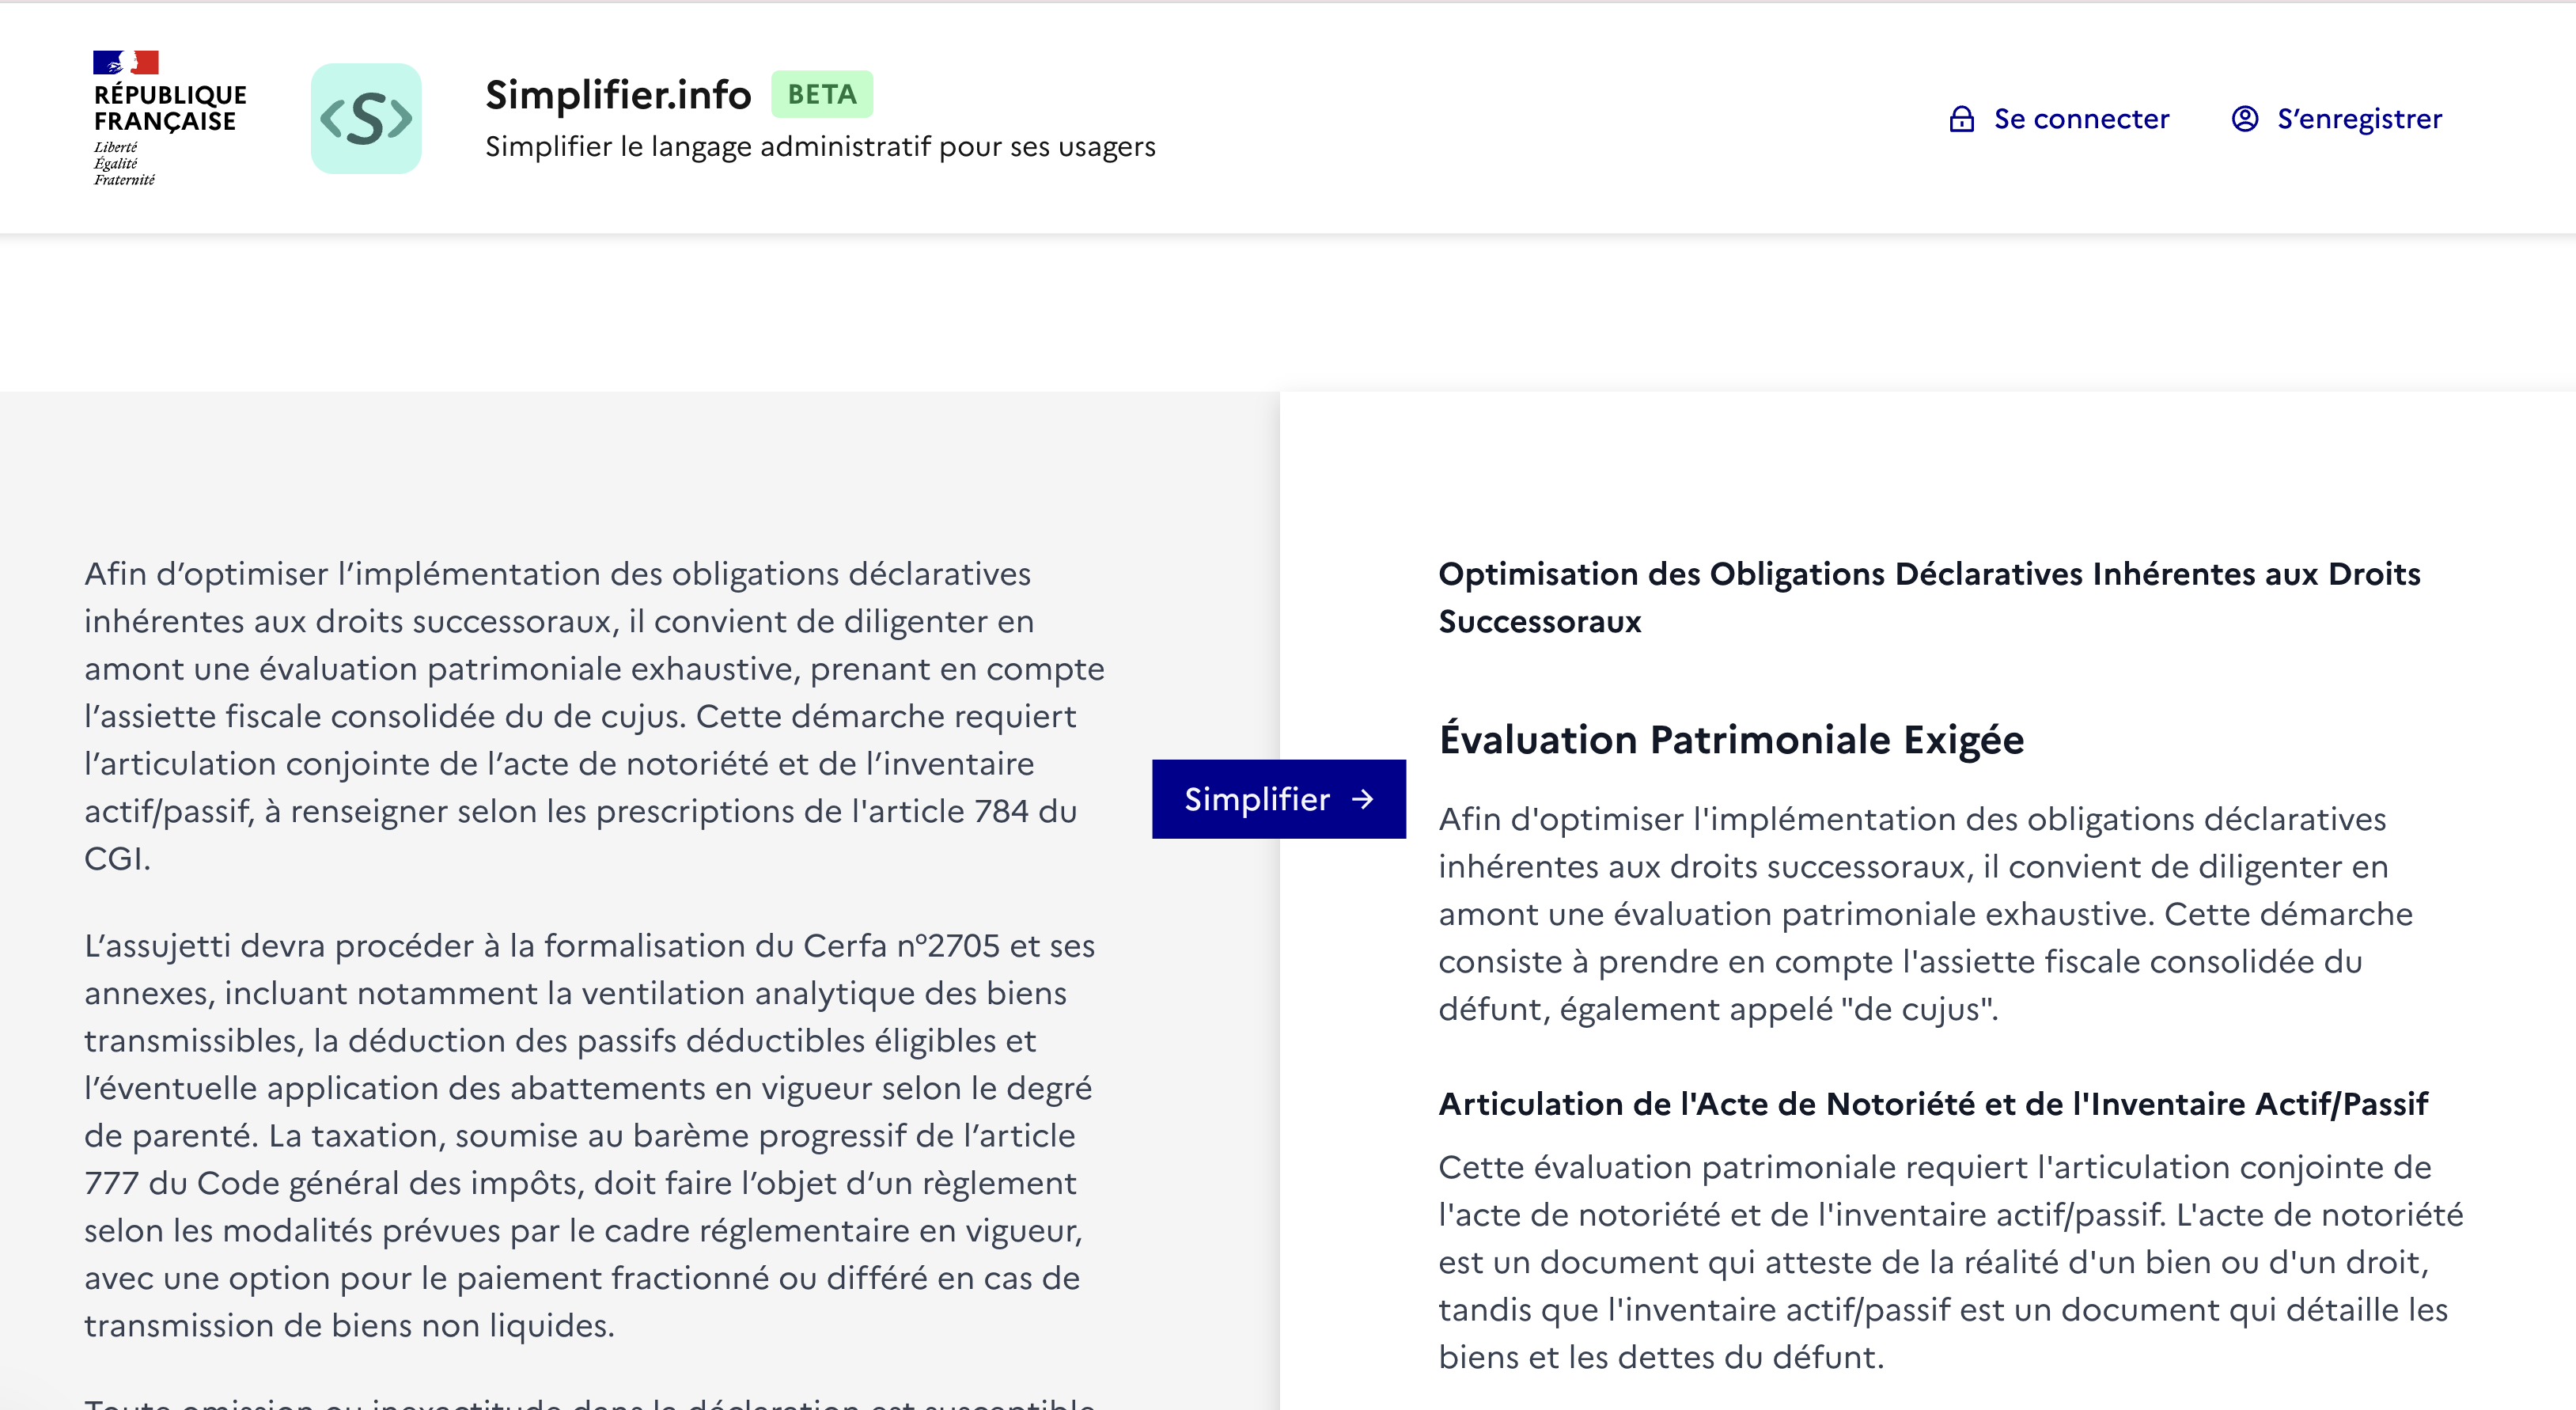 RÉPUBLIQUE
FRANÇAISE
Liberté
Égalité
Fraternité
<S>
Simplifier.info BETA
Simplifier le langage administratif pour ses usagers
Se connecter
S’enregistrer
Afin d’optimiser l’implémentation des obligations déclaratives
inhérentes aux droits successoraux, il convient de diligenter en
amont une évaluation patrimoniale exhaustive, prenant en compte
l’assiette fiscale consolidée du de cujus. Cette démarche requiert
l’articulation conjointe de l’acte de notoriété et de l’inventaire
actif/passif, à renseigner selon les prescriptions de l'article 784 du
CGI.
L’assujetti devra procéder à la formalisation du Cerfa n°2705 et ses
annexes, incluant notamment la ventilation analytique des biens
transmissibles, la déduction des passifs déductibles éligibles et
l’éventuelle application des abattements en vigueur selon le degré
de parenté. La taxation, soumise au barème progressif de l’article
777 du Code général des impôts, doit faire l’objet d’un règlement
selon les modalités prévues par le cadre réglementaire en vigueur,
avec une option pour le paiement fractionné ou différé en cas de
transmission de biens non liquides.
Toute omission ou inexactitude dans la déclaration est susceptible
Simplifier →
Optimisation des Obligations Déclaratives Inhérentes aux Droits
Successoraux
Évaluation Patrimoniale Exigée
Afin d'optimiser l'implémentation des obligations déclaratives
inhérentes aux droits successoraux, il convient de diligenter en
amont une évaluation patrimoniale exhaustive. Cette démarche
consiste à prendre en compte l'assiette fiscale consolidée du
défunt, également appelé "de cujus".
Articulation de l'Acte de Notoriété et de l'Inventaire Actif/Passif
Cette évaluation patrimoniale requiert l'articulation conjointe de
l'acte de notoriété et de l'inventaire actif/passif. L'acte de notoriété
est un document qui atteste de la réalité d'un bien ou d'un droit,
tandis que l'inventaire actif/passif est un document qui détaille les
biens et les dettes du défunt.